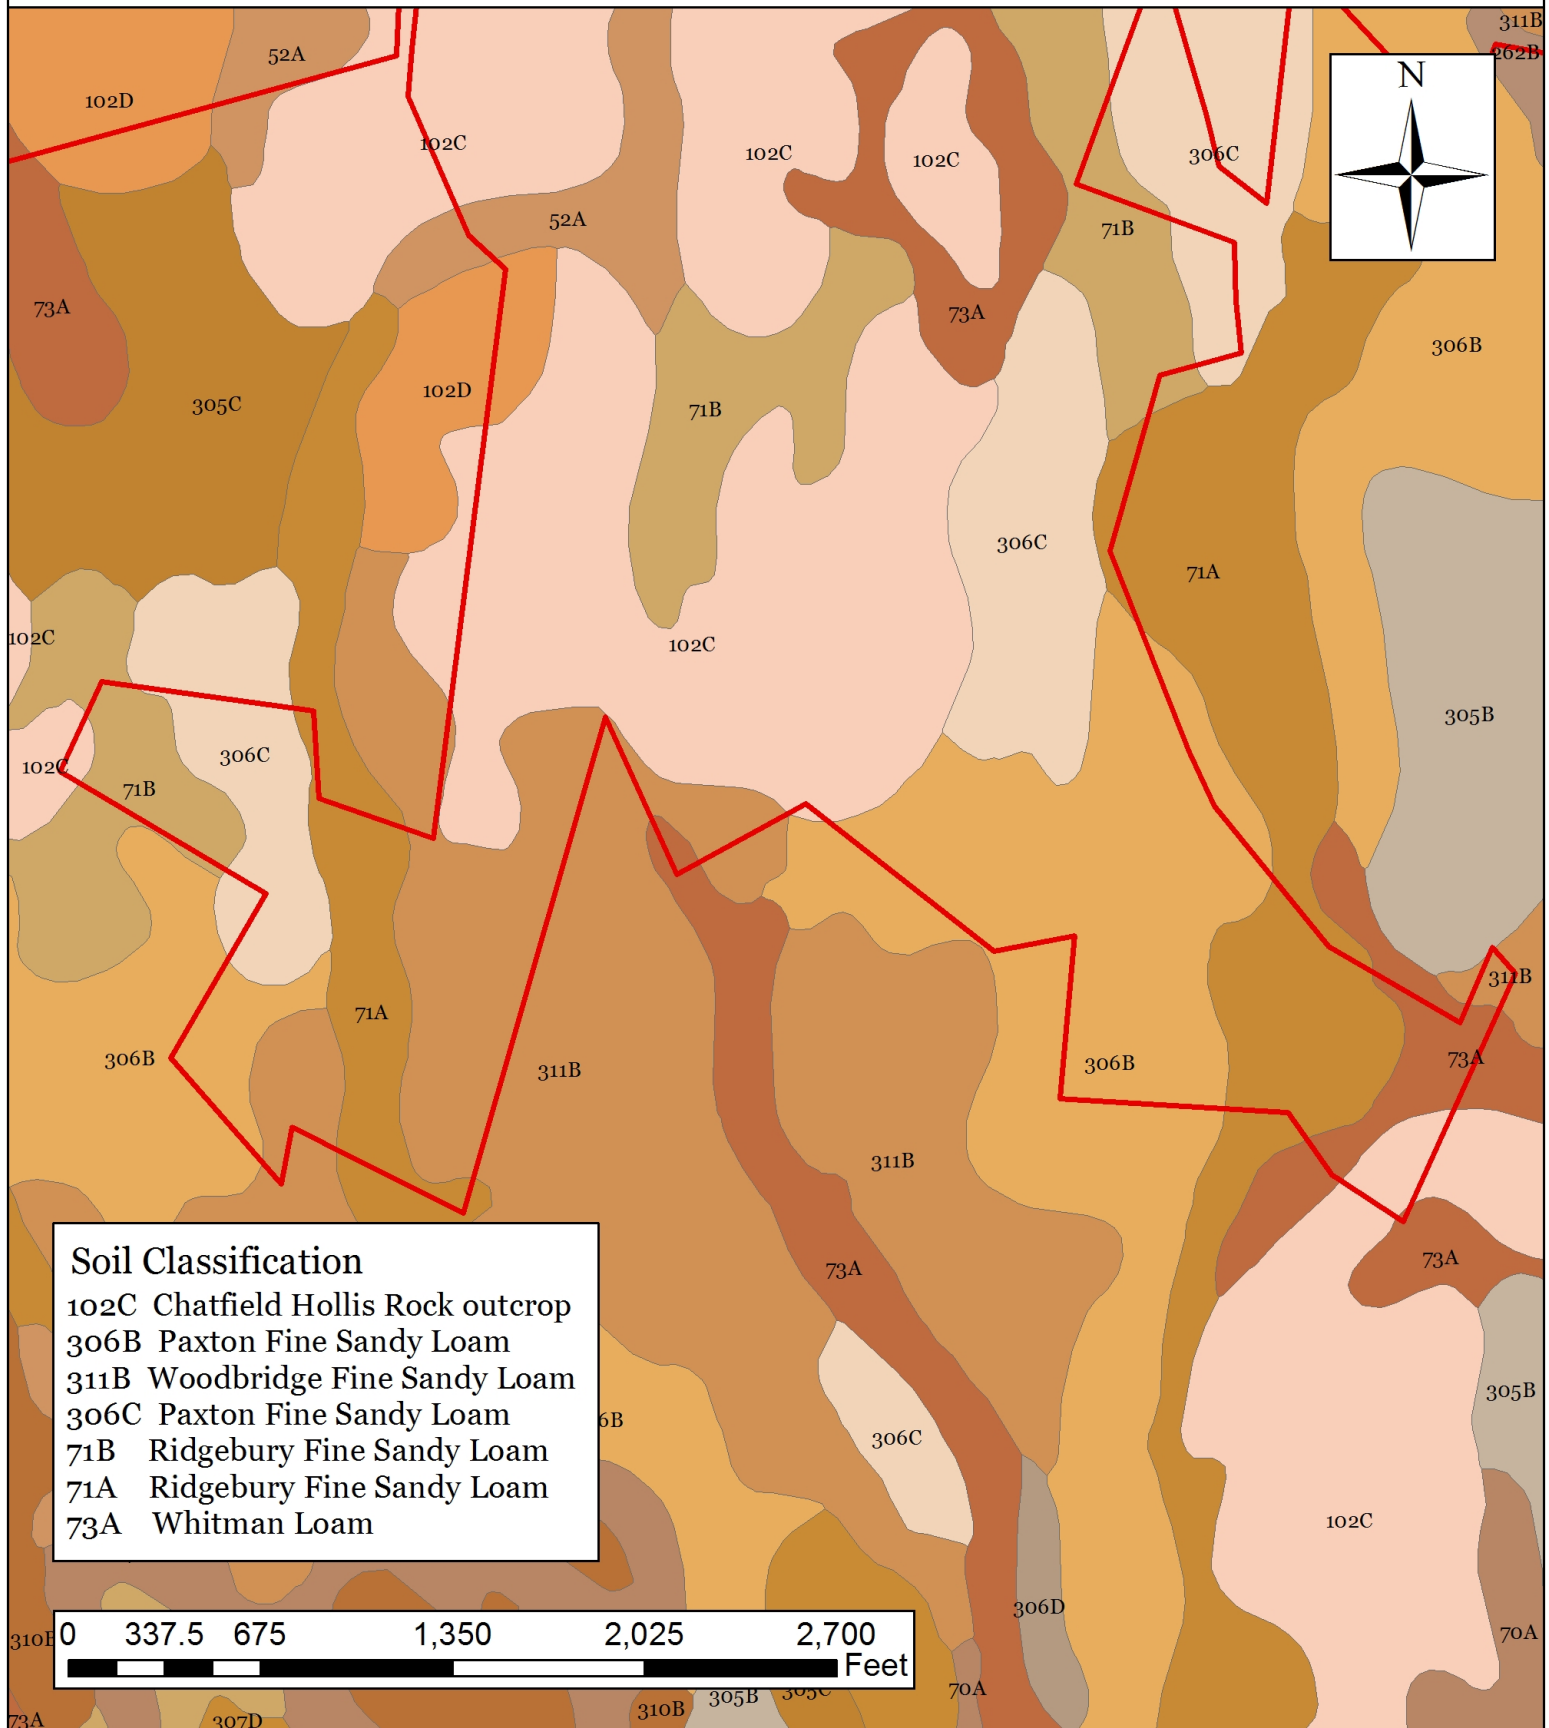 311B
52A
262B
N
102D
102C
102C
102C
306C
52A
71B
73A
73A
306B
102D
305C
71B
306C
71A
102C
102C
305B
306C
102C
71B
311B
71A
306B
73A
306B
311B
311B
73A
73A
Soil Classification
102C Chatfield Hollis Rock outcrop
306B Paxton Fine Sandy Loam
311B Woodbridge Fine Sandy Loam
306C Paxton Fine Sandy Loam
71B Ridgebury Fine Sandy Loam
71A Ridgebury Fine Sandy Loam
73A Whitman Loam
305B
6B
306C
102C
306D
310B
0 337.5 675 1,350 2,025 2,700
Feet
70A
70A
305B
305C
310B
73A
307D